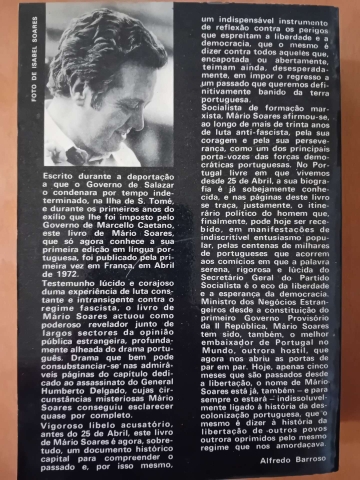 FOTO DE ISABEL SOARES
Escrito durante a deportação
a que o Governo de Salazar
o condenara por tempo inde-
terminado, na Ilha de S. Tomé,
e durante os primeiros anos do
exílio que lhe foi imposto pelo
Governo de Marcello Caetano,
este livro de Mário Soares,
que só agora conhece a sua
primeira edição em língua por-
tuguesa, foi publicado pela pri-
meira vez em França, em Abril
de 1972.
Testemunho lúcido e corajoso
duma experiência de luta cons-
tante e intransigente contra o
regime fascista, o livro de
Mário Soares actuou como
poderoso revelador junto de
largos sectores da opinião
pública estrangeira, profunda-
mente alheada do drama portu-
guês. Drama que bem pode
consubstanciar-se nas admirá-
veis páginas do capítulo dedi-
cado ao assassinato do General
Humberto Delgado, cujas cir-
cunstâncias misteriosas Mário
Soares conseguiu esclarecer
quase por completo.
Vigoroso libelo acusatório,
antes do 25 de Abril, este livro
de Mário Soares é agora, sobre-
tudo, um documento histórico
capital para compreender o
passado e, por isso mesmo,
um indispensável instrumento
de reflexão contra os perigos
que espreitam a liberdade e a
democracia, que o mesmo é
dizer contra todos aqueles que,
encapotada ou abertamente,
teimam ainda, desesperada-
mente, em impor o regresso a
um passado que queremos defi-
nitivamente banido da terra
portuguesa.
Socialista de formação mar-
xista, Mário Soares afirmou-se,
ao longo de mais de trinta anos
de luta anti-fascista, pela sua
coragem e pela sua perseve-
rança, como um dos principais
porta-vozes das forças demo-
cráticas portuguesas. No Por-
tugal livre em que vivemos
desde 25 de Abril, a sua biogra-
fia é já sobejamente conhe-
cida, e nas páginas deste livro
se traça, justamente, o itine-
rário político do homem que,
finalmente, pode hoje ser rece-
bido, em manifestações de
indiscritível entusiasmo popu-
lar, pelas centenas de milhares
de portugueses que acorrem
aos comícios em que a palavra
serena, rigorosa e lúcida do
Secretário Geral do Partido So-
cialista é o eco da liberdade
e a esperança da democracia.
Ministro dos Negócios Estran-
geiros desde a constituição do
primeiro Governo Provisório
da II República, Mário Soares
tem sido, também, o melhor
embaixador de Portugal no
Mundo, outrora hostil, que
agora nos abriu as portas de
par em par. Hoje, apenas cinco
meses que são passados desde
a libertação, o nome de Mário
Soares está já, também – e para
sempre o estará – indissoluvel-
mente ligado à história da des-
colonização portuguesa, que o
mesmo é dizer à história da
libertação de outros povos
outrora oprimidos pelo mesmo
regime que nos amordaçava.
Alfredo Barroso